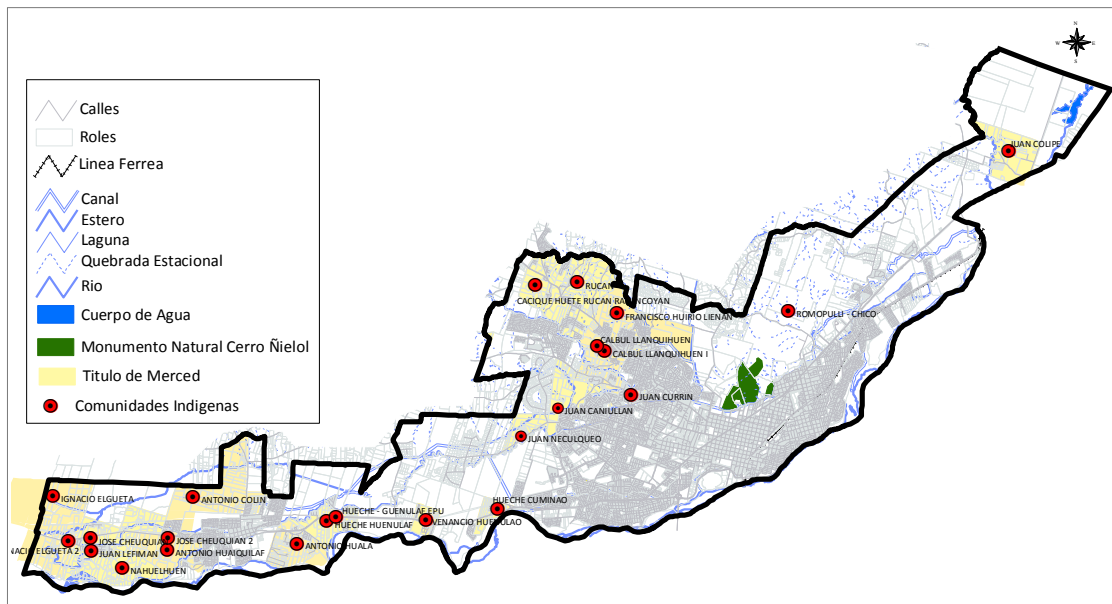 N
W E
S
Calles
Roles
Linea Ferrea
Canal
Estero
Laguna
Quebrada Estacional
Rio
Cuerpo de Agua
Monumento Natural Cerro Ñielol
Titulo de Merced
Comunidades Indigenas
JUAN COLIPE
RUCAN
CACIQUE HUETE RUCAN
FRANCISCO HUIRIO LIENAN
ROMOPULLI - CHICO
CALBUL LLANQUIHUEN
CALBUL LLANQUIHUEN I
JUAN CURRIN
JUAN CANIULLAN
JUAN NECULQUEO
IGNACIO ELGUETA
ANTONIO COLIN
HUECHE CUMINAO
HUECHE - GUENULAF EPU
HUECHE HUENULAF
VENANCIO HUENULAO
JOSE CHEUQUIAN
JOSE CHEUQUIAN 2
NACIO ELGUETA 2
JUAN LEFIMAN
ANTONIO HUAIQUILAF
ANTONIO HUALA
NAHUELHUEN